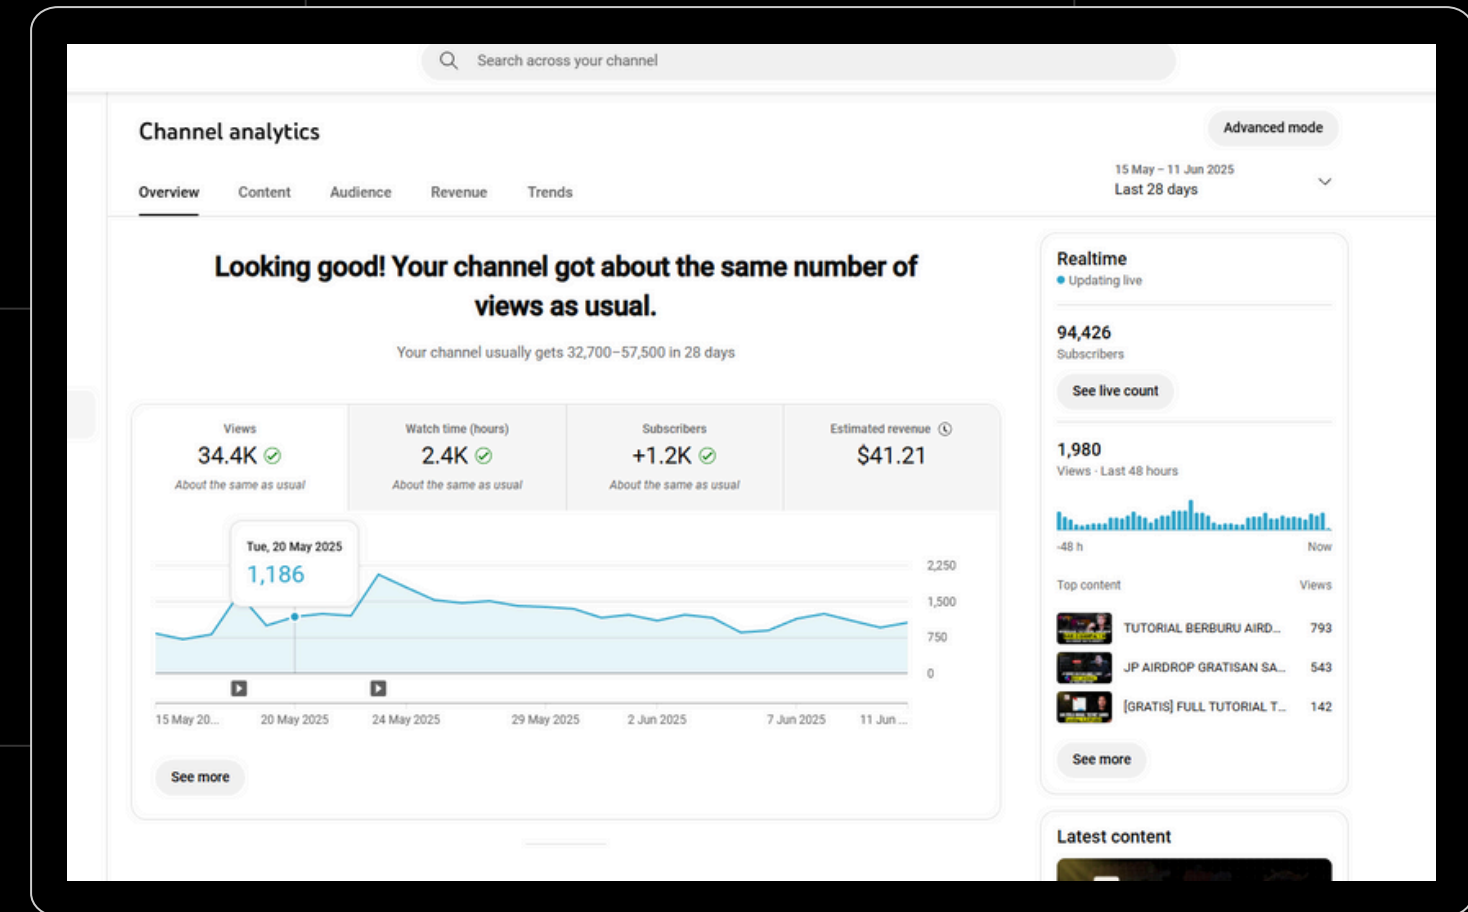 Search across your channel
Channel analytics
Advanced mode
15 May – 11 Jun 2025
Last 28 days
Overview
Content
Audience
Revenue
Trends
Looking good! Your channel got about the same number of
views as usual.
Your channel usually gets 32,700–57,500 in 28 days
Views
34.4K
About the same as usual
Watch time (hours)
2.4K
About the same as usual
Subscribers
+1.2K
About the same as usual
Estimated revenue
$41.21
Tue, 20 May 2025
1,186
2,250
1,500
750
0
15 May 20...
20 May 2025
24 May 2025
29 May 2025
2 Jun 2025
7 Jun 2025
11 Jun ...
See more
Realtime
Updating live
94,426
Subscribers
See live count
1,980
Views · Last 48 hours
-48 h
Now
Top content
Views
TUTORIAL BERBURU AIRD...
793
JP AIRDROP GRATISAN SA...
543
[GRATIS] FULL TUTORIAL T...
142
See more
Latest content